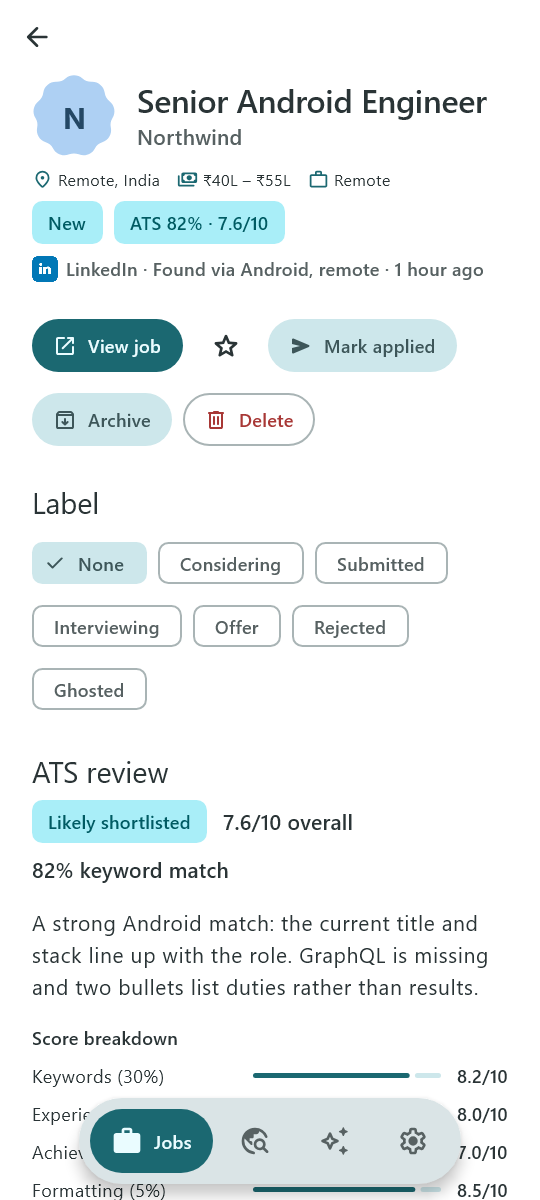 N
Senior Android Engineer
Northwind
Remote, India ₹40L – ₹55L Remote
New ATS 82% · 7.6/10
in LinkedIn · Found via Android, remote · 1 hour ago
View job Mark applied
Archive Delete
Label
None Considering Submitted
Interviewing Offer Rejected
Ghosted
ATS review
Likely shortlisted 7.6/10 overall
82% keyword match
A strong Android match: the current title and
stack line up with the role. GraphQL is missing
and two bullets list duties rather than results.
Score breakdown
Keywords (30%) 8.2/10
8.0/10
Jobs
7.0/10
Formatting (5%) 8.5/10